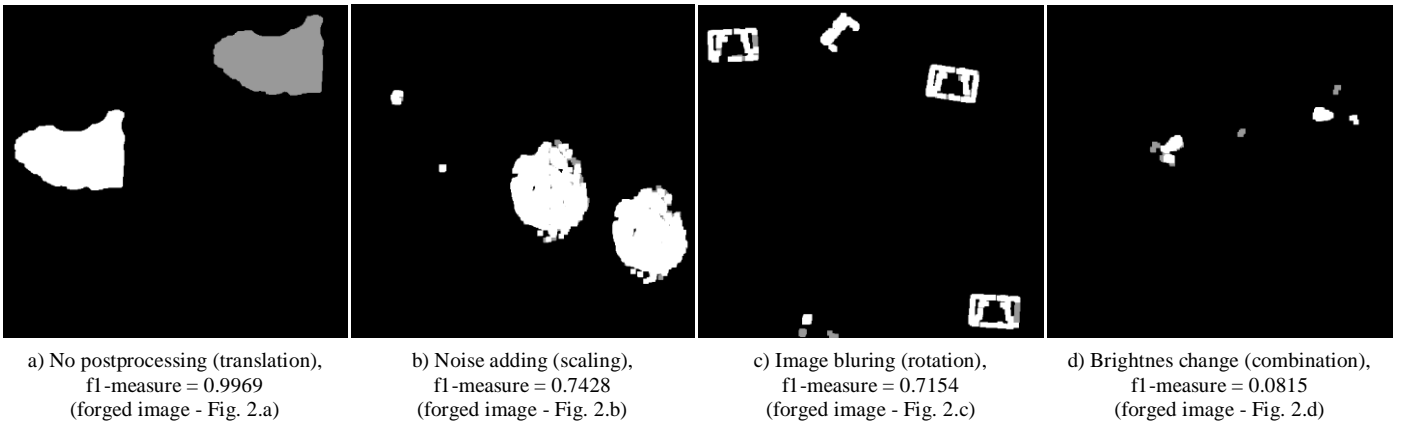 a) No postprocessing (translation),
f1-measure = 0.9969
(forged image - Fig. 2.a)
b) Noise adding (scaling),
f1-measure = 0.7428
(forged image - Fig. 2.b)
c) Image bluring (rotation),
f1-measure = 0.7154
(forged image - Fig. 2.c)
d) Brightnes change (combination),
f1-measure = 0.0815
(forged image - Fig. 2.d)